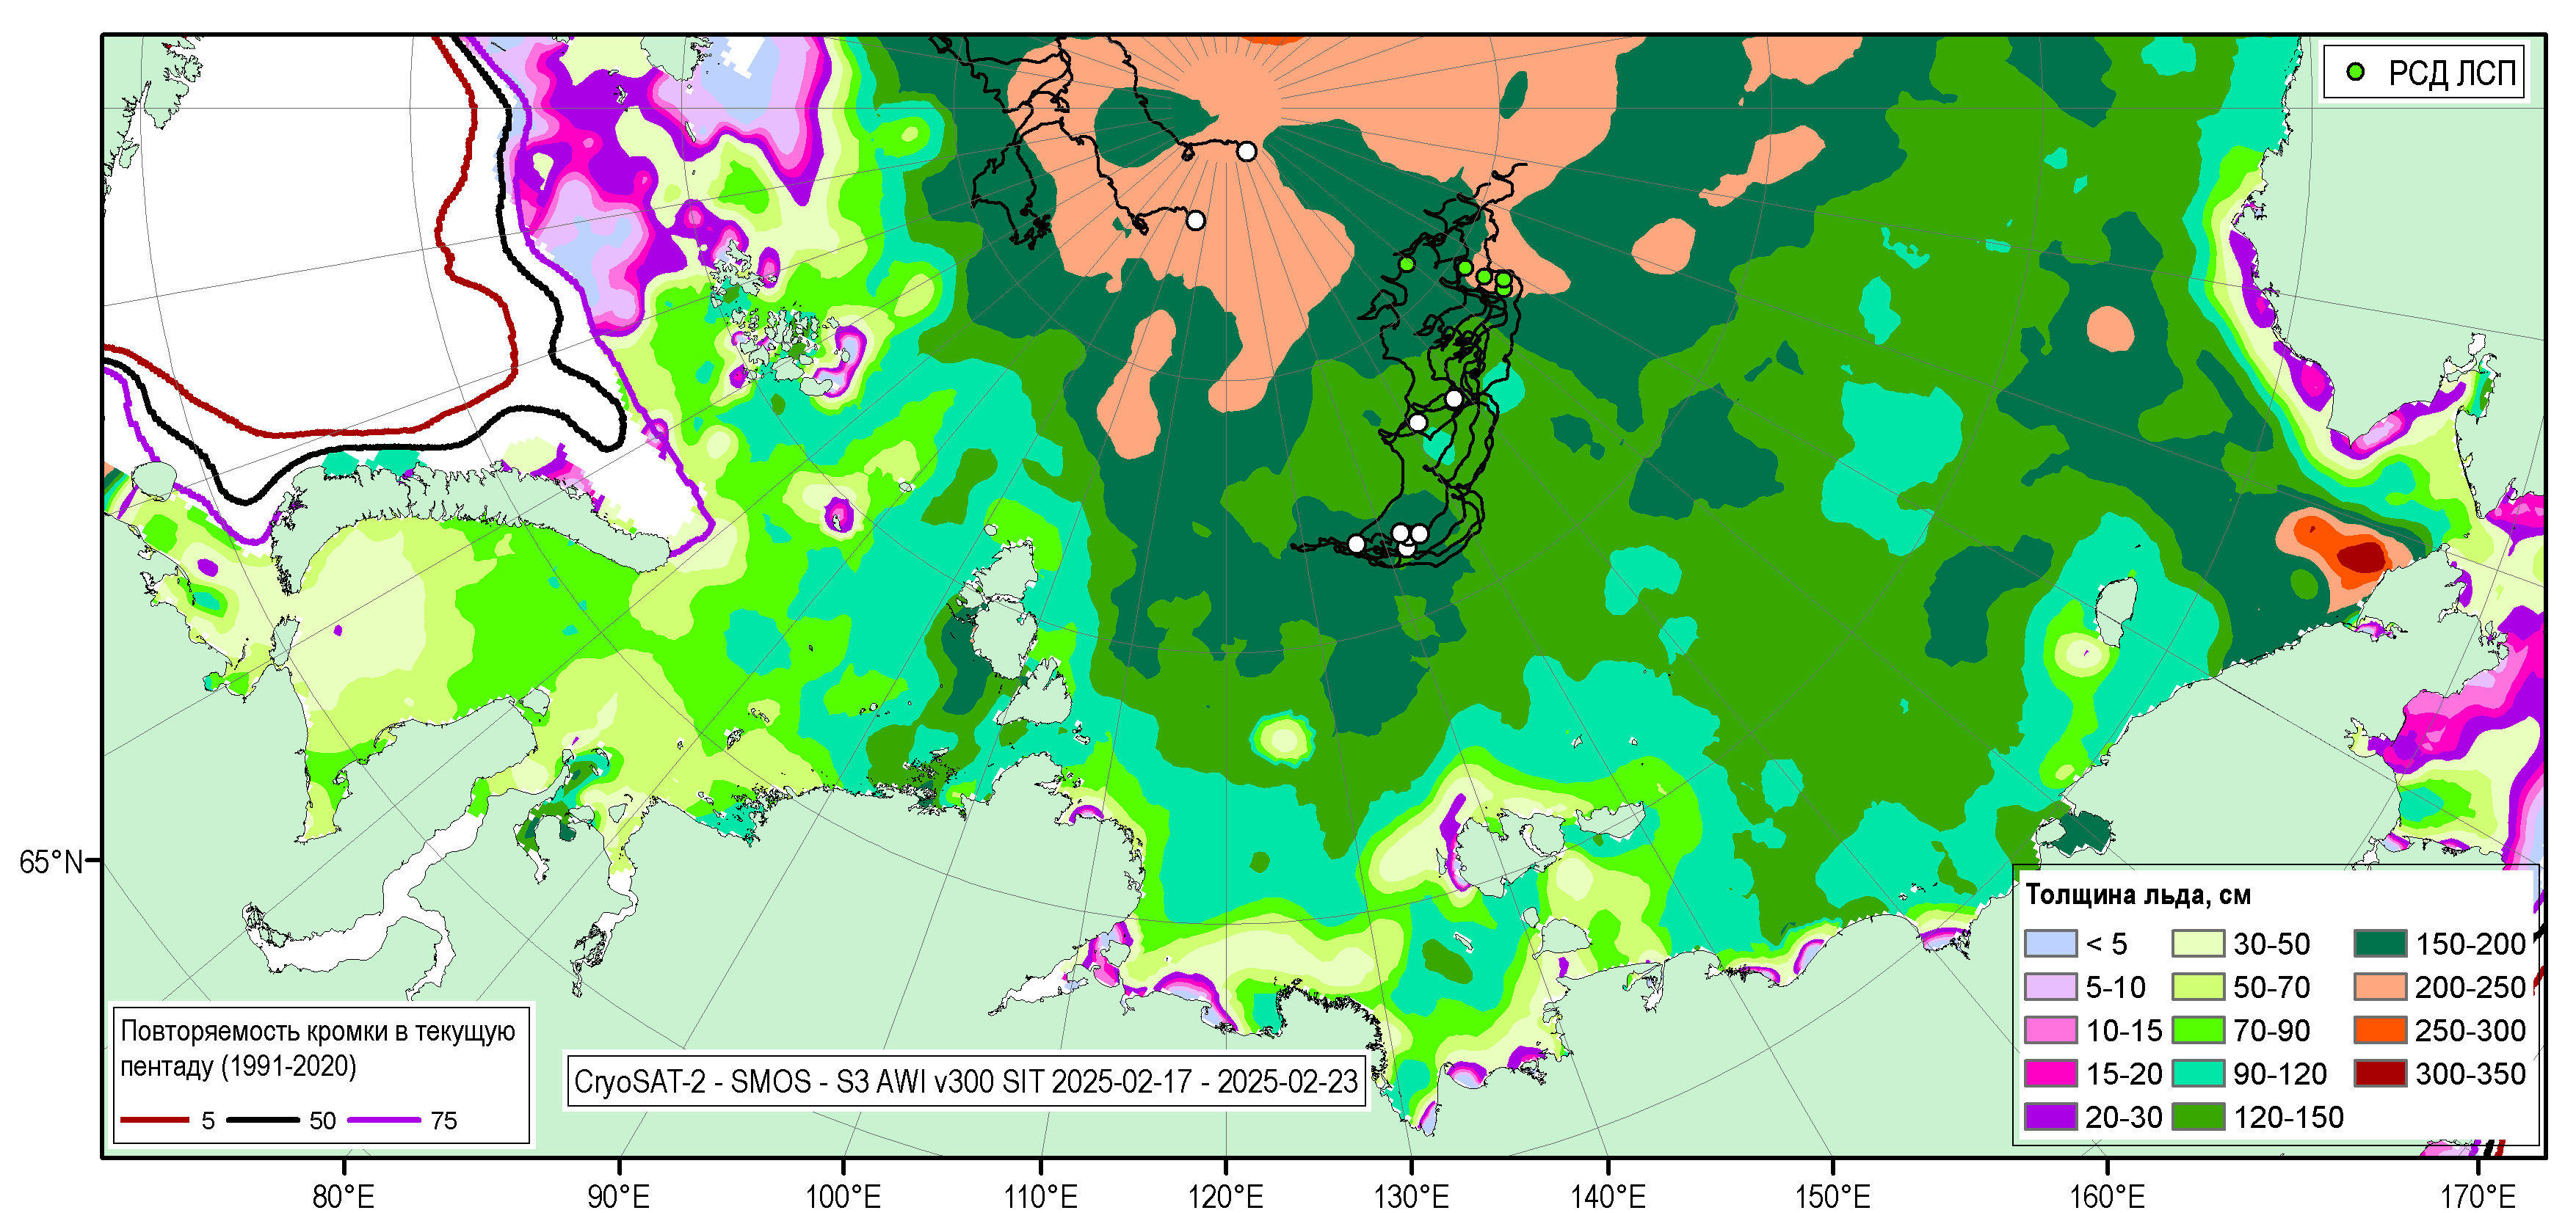 РСД ЛСП
65°N
Толщина льда, см
< 5
30-50
150-200
5-10
50-70
200-250
10-15
70-90
250-300
15-20
90-120
300-350
20-30
120-150
Повторяемость кромки в текущую
пентаду (1991-2020)
5
50
75
CryoSAT-2 - SMOS - S3 AWI v300 SIT 2025-02-17 - 2025-02-23
80°E
90°E
100°E
110°E
120°E
130°E
140°E
150°E
160°E
170°E